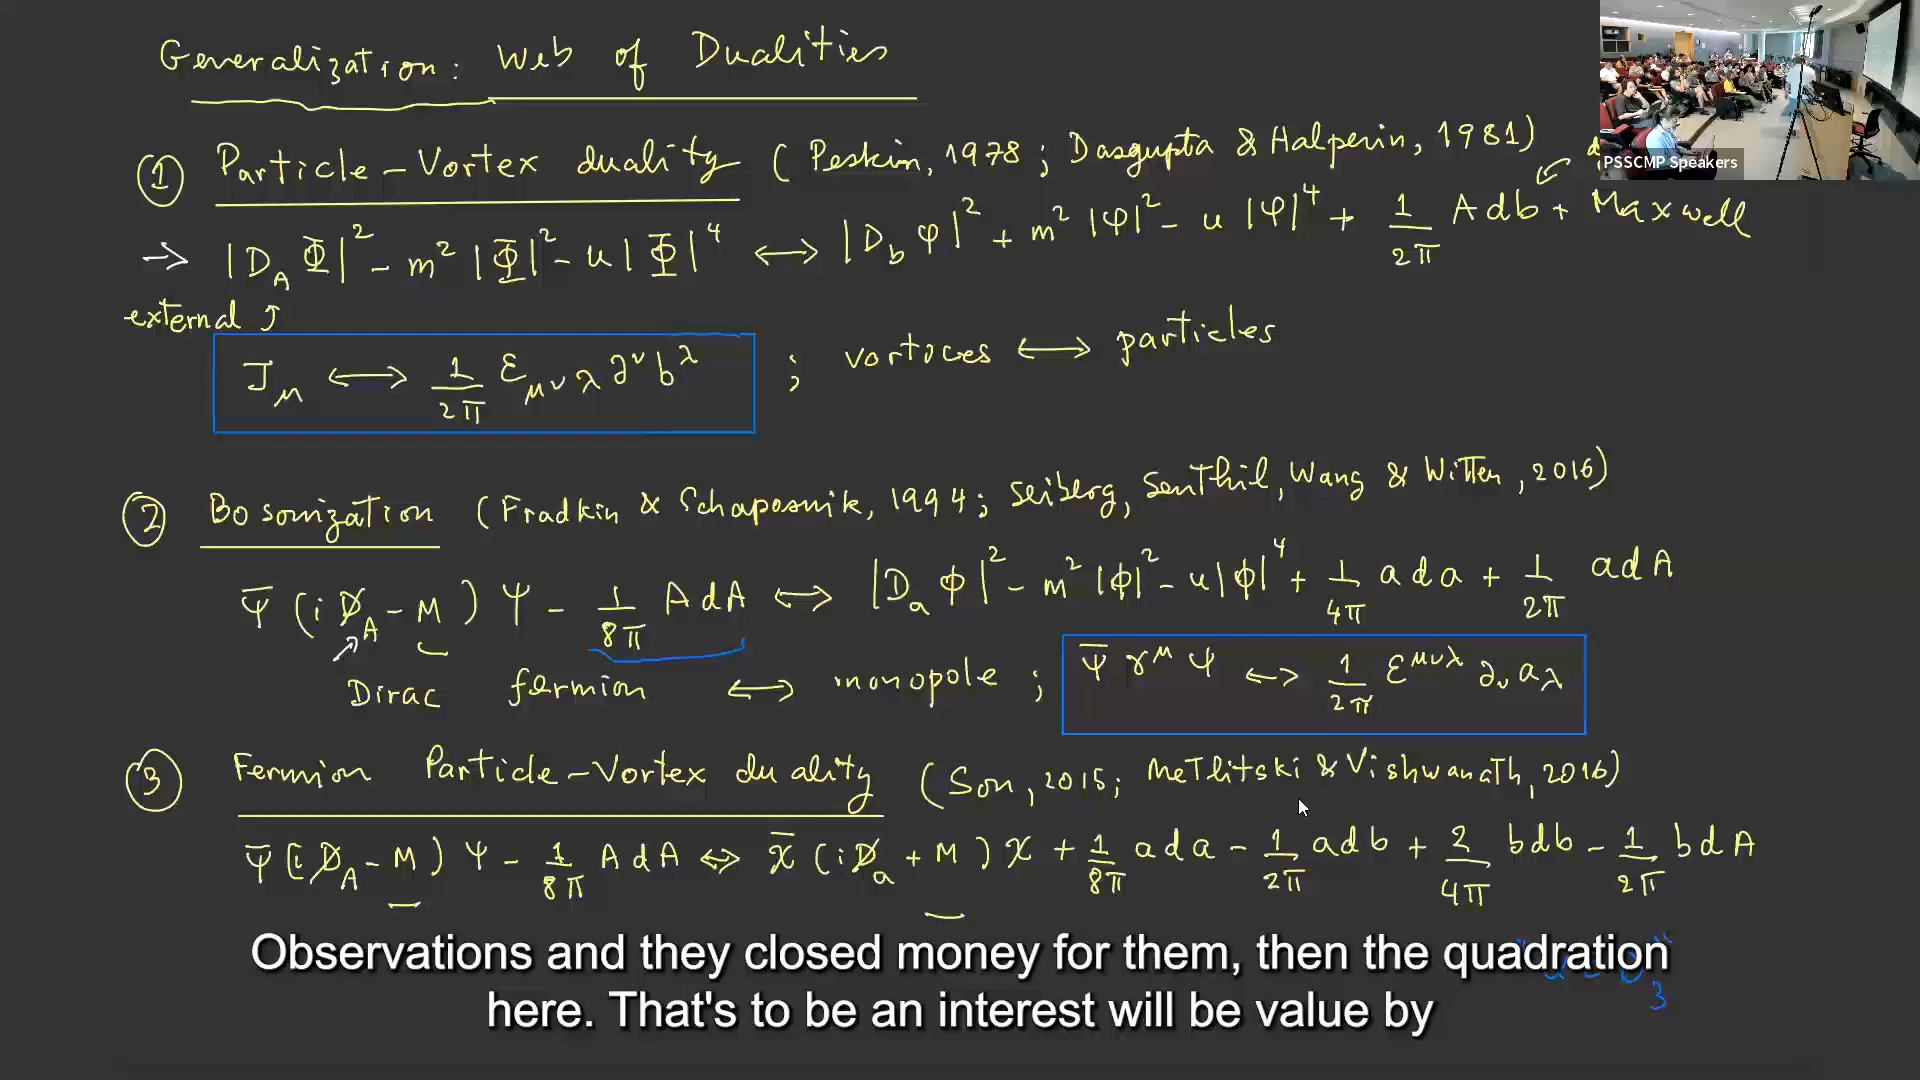 Generalization: Web of Dualities
① Particle-Vortex duality (Peskin, 1978; Dasgupta & Halperin, 1981)
PSSCMP Speakers
→ |D_A Φ|² - m² |Φ|² - u |Φ|⁴ ⟷ |D_b φ|² + m² |φ|² - u |φ|⁴ + 1/2π Adb + Maxwell
external ↑
J_μ ⟷ 1/2π ε_μνλ ∂^ν b^λ ; vortices ⟷ particles
② Bosonization (Fradkin & Schaposnik, 1994; Seiberg, Senthil, Wang & Witten, 2016)
ψ̄ (i D̸_A - M) ψ - 1/8π AdA ⟷ |D_a ϕ|² - m² |ϕ|² - u|ϕ|⁴ + 1/4π ada + 1/2π adA
Dirac fermion ⟷ monopole ; ψ̄ γ^μ ψ ⟷ 1/2π ε^μνλ ∂_ν a_λ
③ Fermion Particle-Vortex duality (Son, 2015; Metlitski & Vishwanath, 2016)
ψ̄ [i D̸_A - M) ψ - 1/8π AdA ⟷ χ̄ (i D̸_a + M) χ + 1/8π ada - 1/2π adb + 2/4π bdb - 1/2π bdA
Observations and they closed money for them, then the quadration
here. That's to be an interest will be value by
3